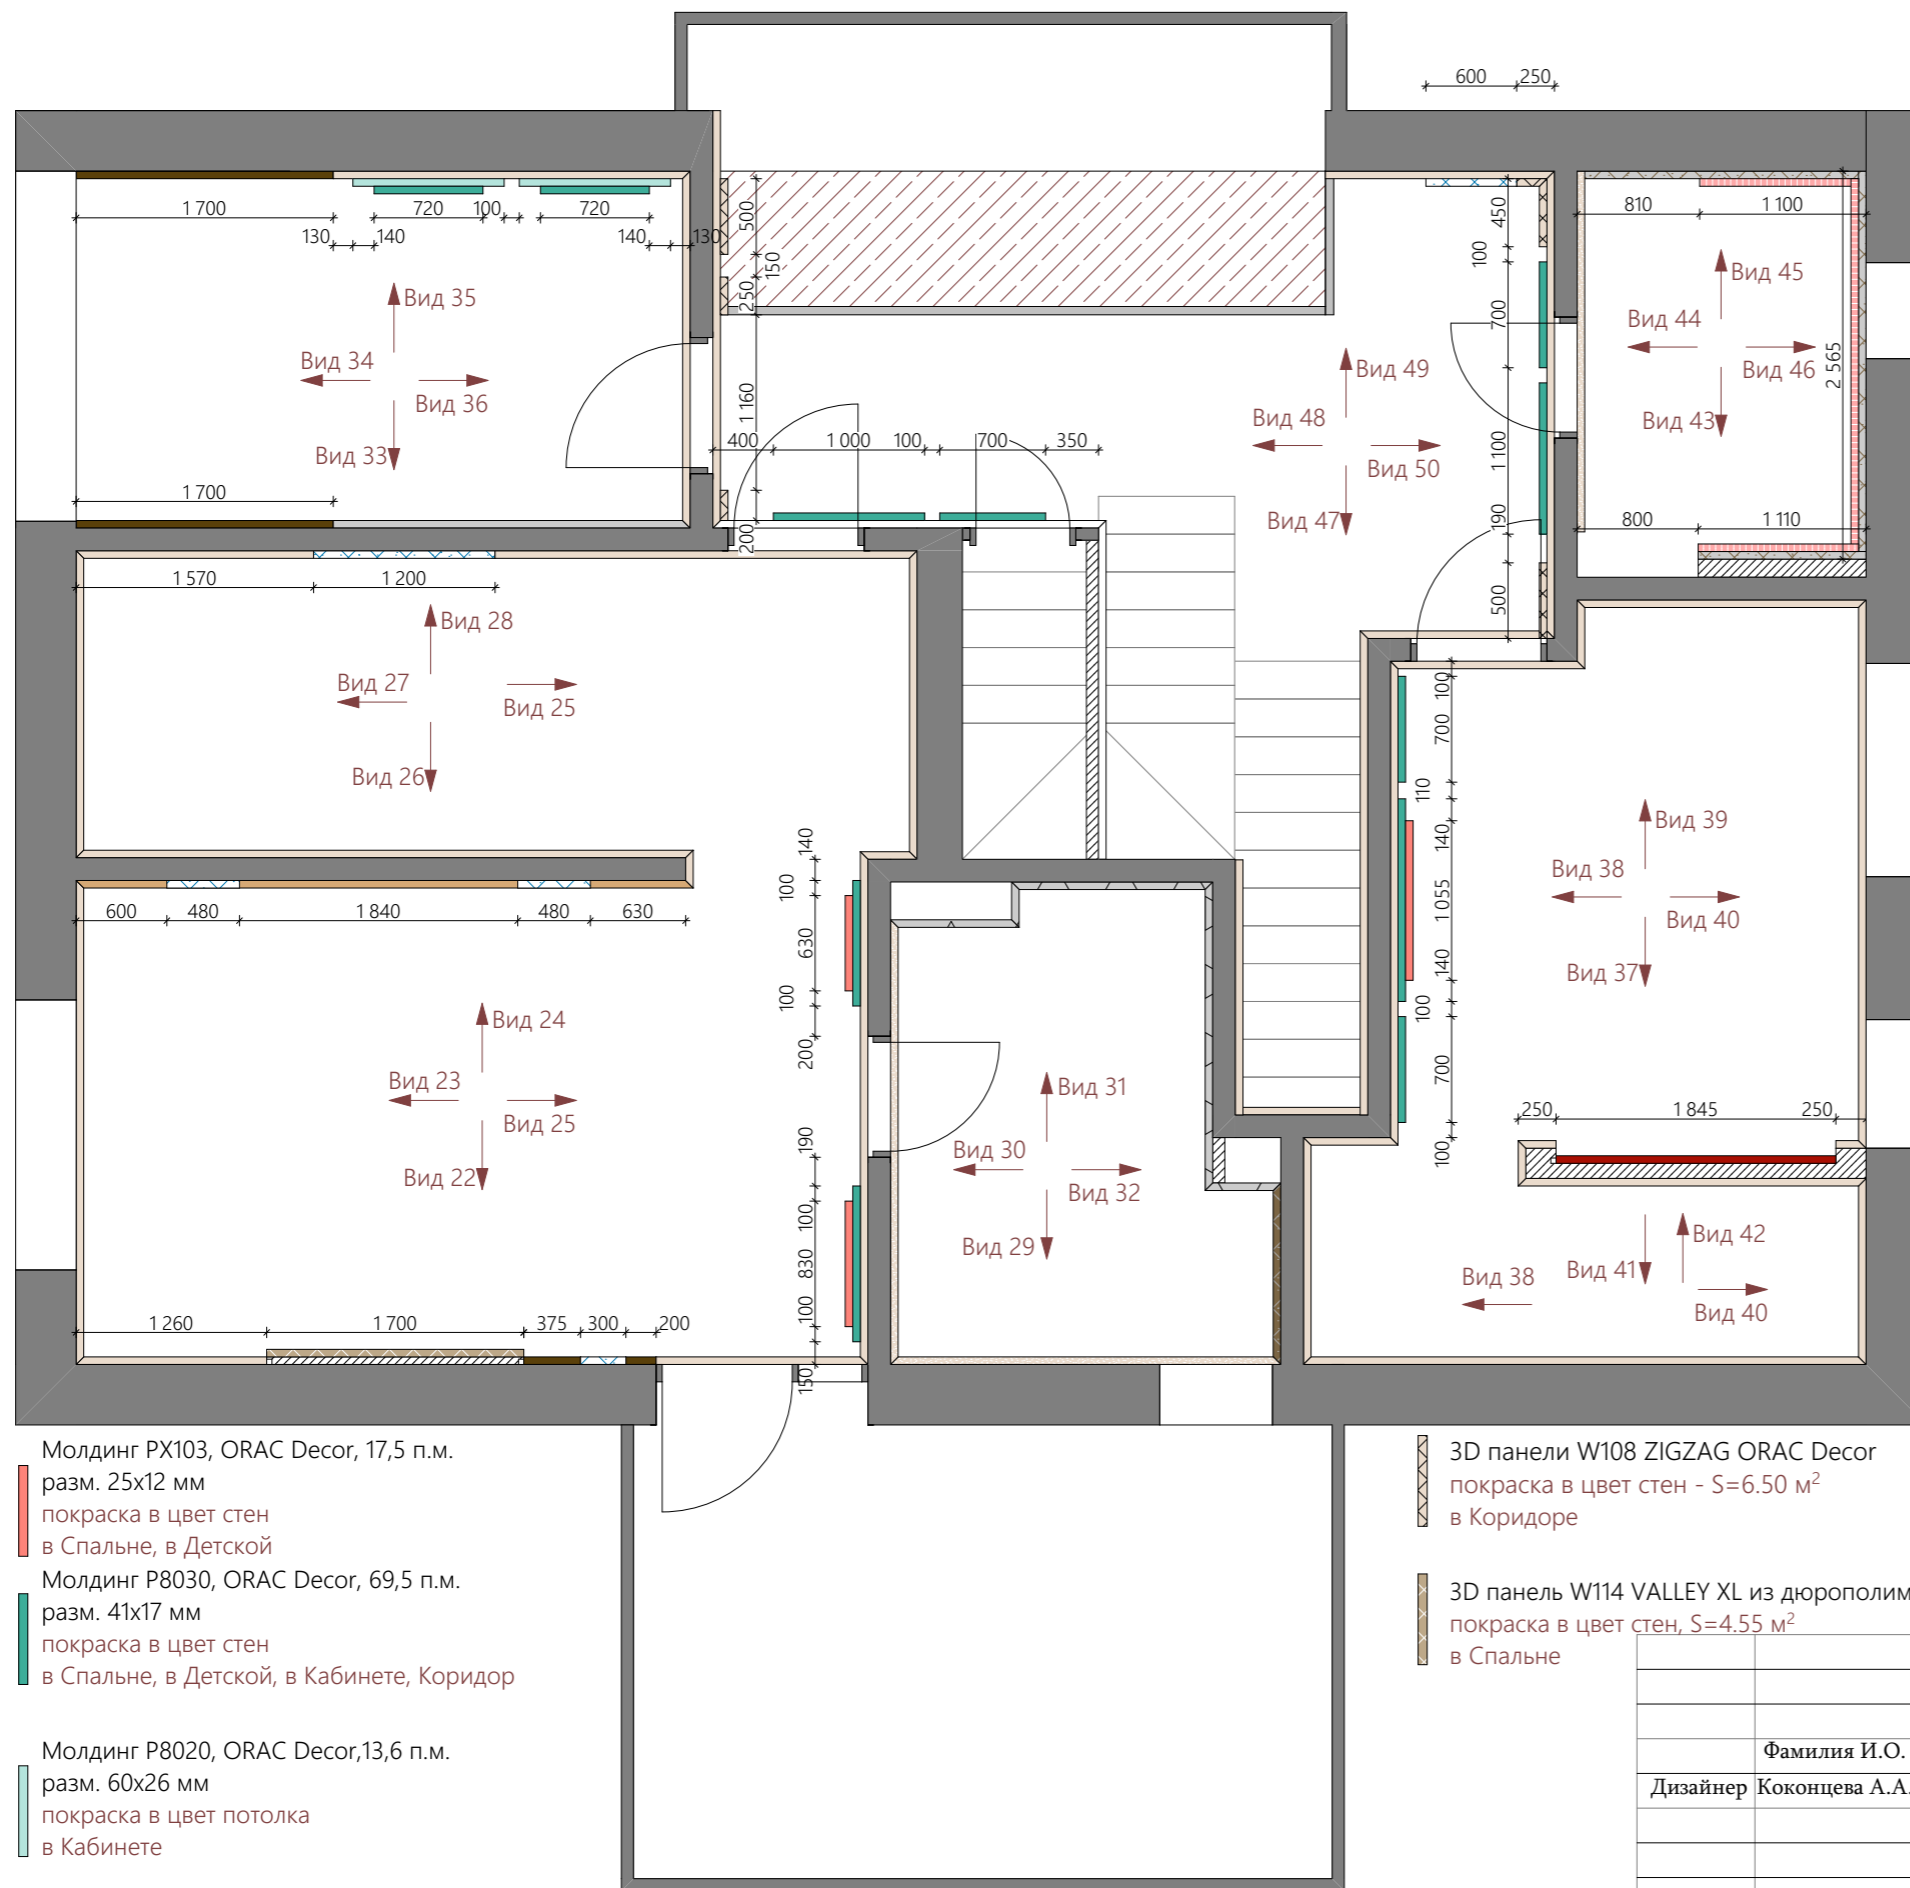 600 250
1 700 720 100 720
130 140 140 130
500
150
250
1 160
200
450
100
700
1 100
190
500
810 1 100
2 565
Вид 35
Вид 34
Вид 36
Вид 33
1 700
Вид 45
Вид 44
Вид 46
Вид 43
Вид 49
Вид 48
Вид 50
Вид 47
400 1 000 100 700 350
800 1 110
1 570 1 200
Вид 28
Вид 27
Вид 25
Вид 26
600 480 1 840 480 630
140
100
630
100
200
190
100
830
100
150
100
700
110
140
1 055
140
100
700
100
Вид 39
Вид 38
Вид 40
Вид 37
Вид 24
Вид 23
Вид 25
Вид 22
Вид 31
Вид 30
Вид 32
Вид 29
250 1 845 250
Вид 42
Вид 41
Вид 38
Вид 40
1 260 1 700 375 300 200
Молдинг PX103, ORAC Decor, 17,5 п.м.
разм. 25х12 мм
покраска в цвет стен
в Спальне, в Детской
Молдинг P8030, ORAC Decor, 69,5 п.м.
разм. 41х17 мм
покраска в цвет стен
в Спальне, в Детской, в Кабинете, Коридор
Молдинг P8020, ORAC Decor,13,6 п.м.
разм. 60х26 мм
покраска в цвет потолка
в Кабинете
3D панели W108 ZIGZAG ORAC Decor
покраска в цвет стен - S=6.50 м²
в Коридоре
3D панель W114 VALLEY XL из дюрополим
покраска в цвет стен, S=4.55 м²
в Спальне
Фамилия И.О.
Дизайнер Коконцева А.А.